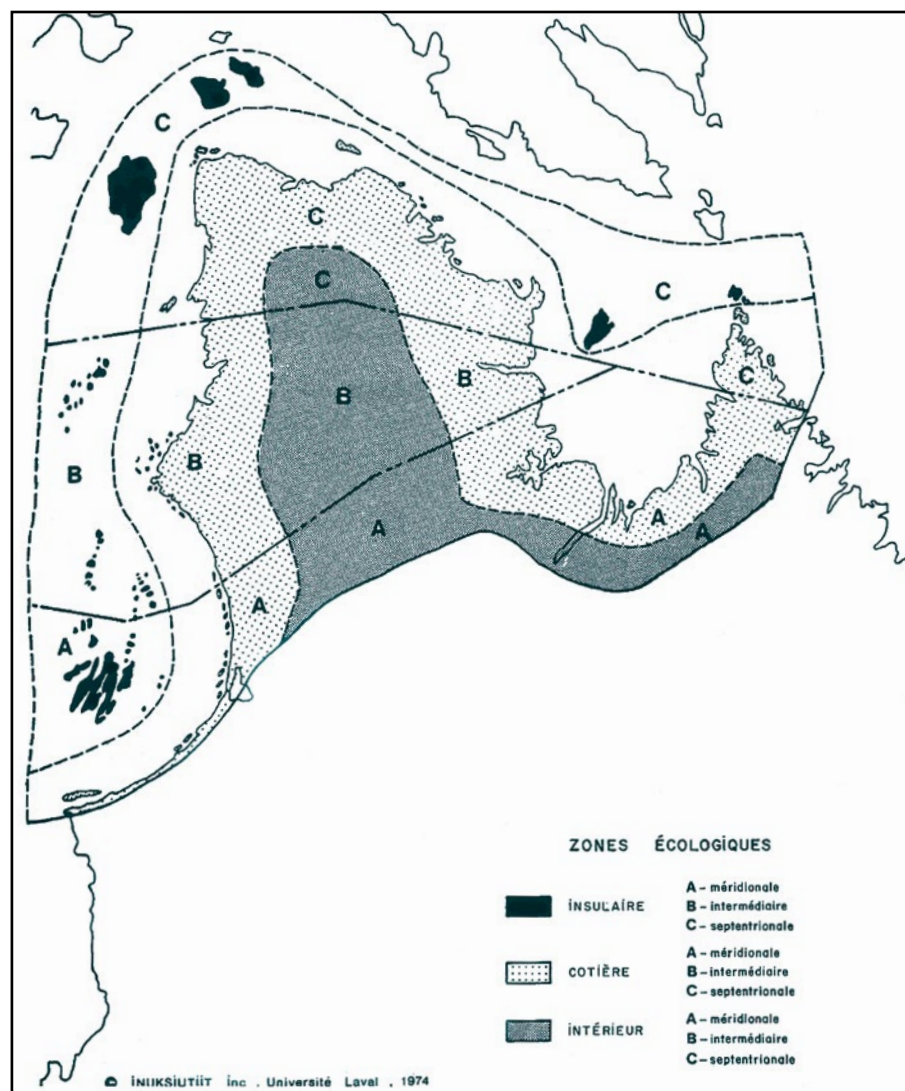 C
C
C
C
C
B
B
B
B
A
A
A
A
A
ZONES ÉCOLOGIQUES
INSULAIRE
A - méridionale
B - intermédiaire
C - septentrionale
COTIÈRE
A - méridionale
B - intermédiaire
C - septentrionale
INTÉRIEUR
A - méridionale
B - intermédiaire
C - septentrionale
© INUKSIUTIIT inc. Université Laval, 1974